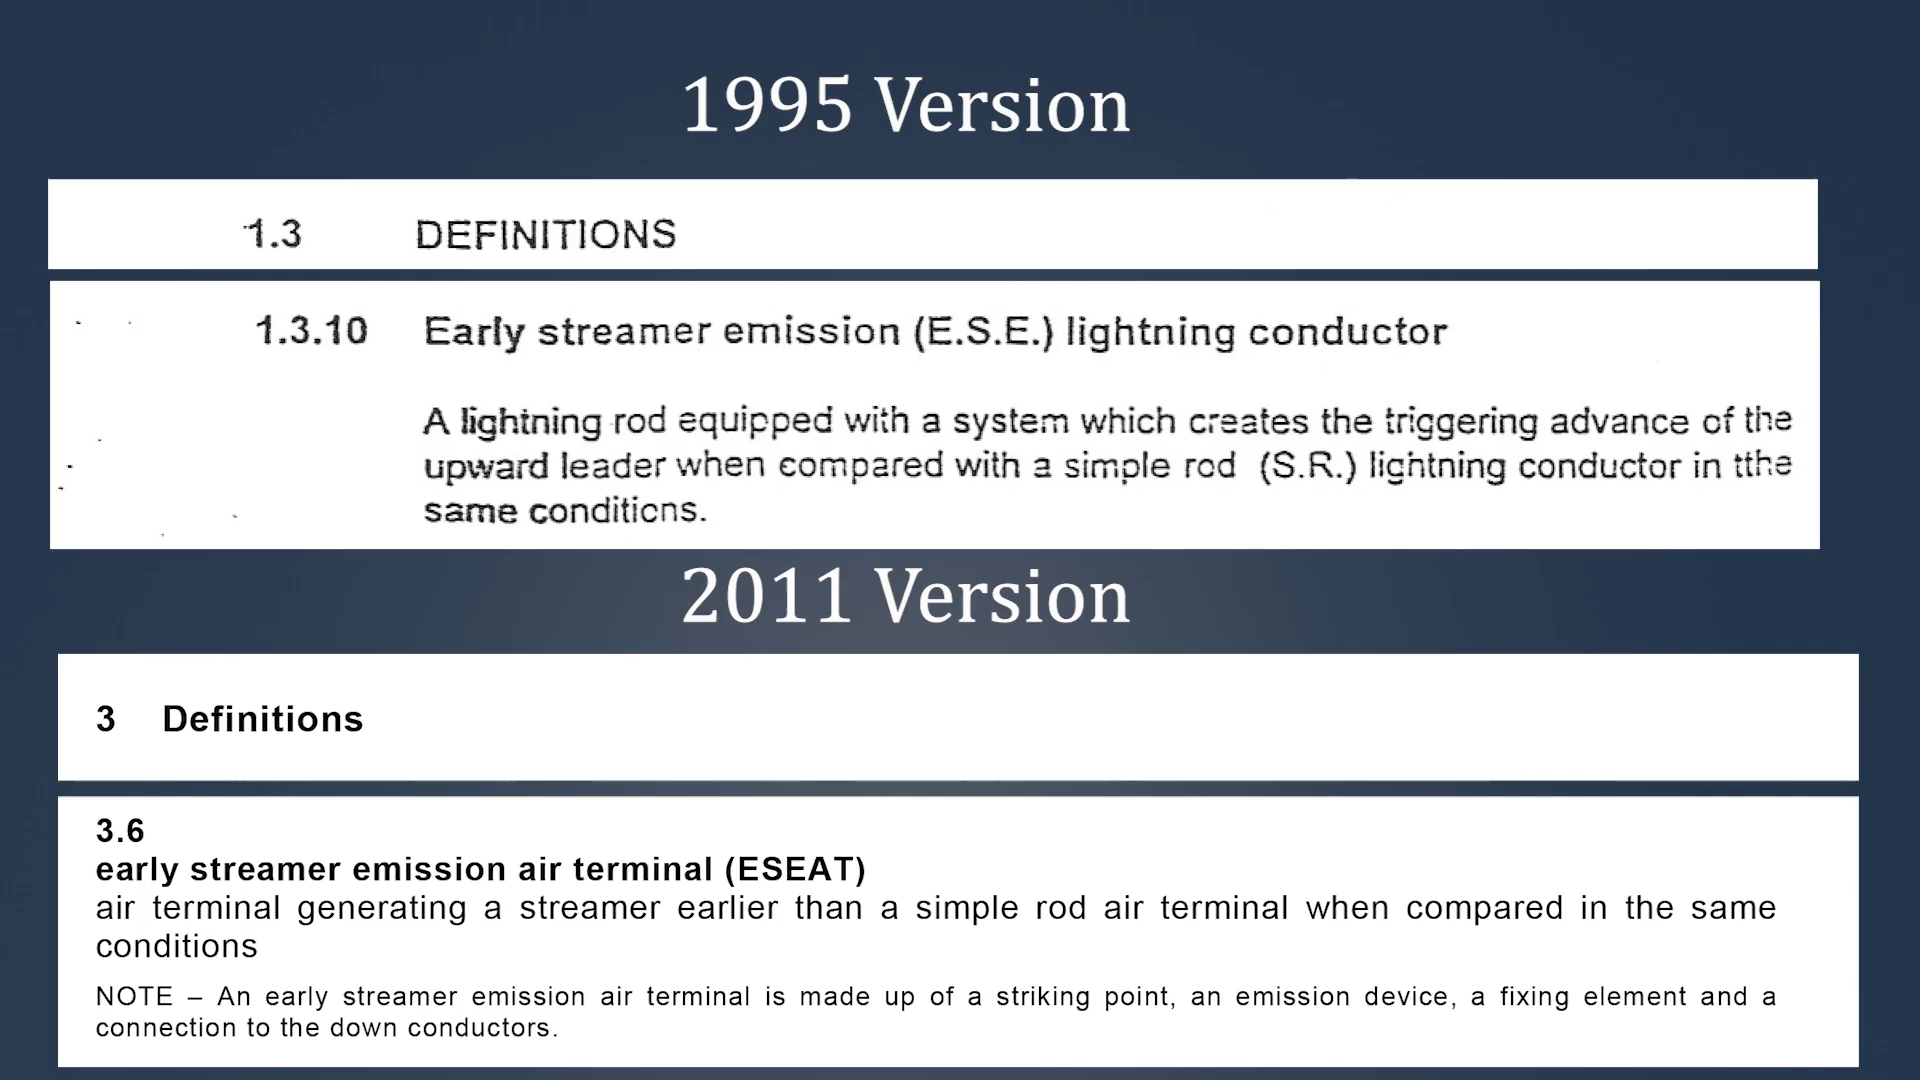 1995 Version
1.3 DEFINITIONS
1.3.10 Early streamer emission (E.S.E.) lightning conductor
A lightning rod equipped with a system which creates the triggering advance of the
upward leader when compared with a simple rod (S.R.) lightning conductor in tthe
same conditions.
2011 Version
3 Definitions
3.6
early streamer emission air terminal (ESEAT)
air terminal generating a streamer earlier than a simple rod air terminal when compared in the same
conditions
NOTE – An early streamer emission air terminal is made up of a striking point, an emission device, a fixing element and a
connection to the down conductors.